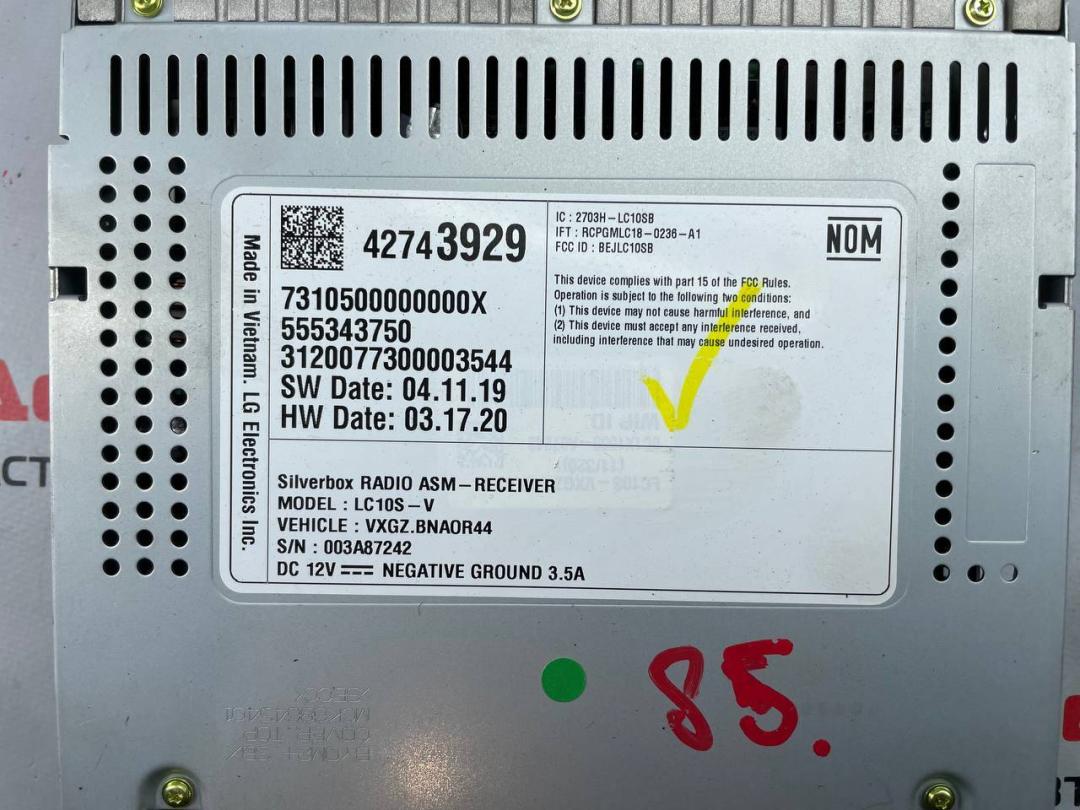 42743929
7310500000000X
555343750
3120077300003544
SW Date: 04.11.19
HW Date: 03.17.20
IC : 2703H-LC10SB
IFT : RCPGMLC18-0236-A1
FCC ID : BEJLC10SB
NOM
This device complies with part 15 of the FCC Rules.
Operation is subject to the following two conditions:
(1) This device may not cause harmful interference, and
(2) This device must accept any interference received,
including interference that may cause undesired operation.
Made in Vietnam. LG Electronics Inc.
Silverbox RADIO ASM-RECEIVER
MODEL : LC10S-V
VEHICLE : VXGZ.BNAOR44
S/N : 003A87242
DC 12V NEGATIVE GROUND 3.5A
85.